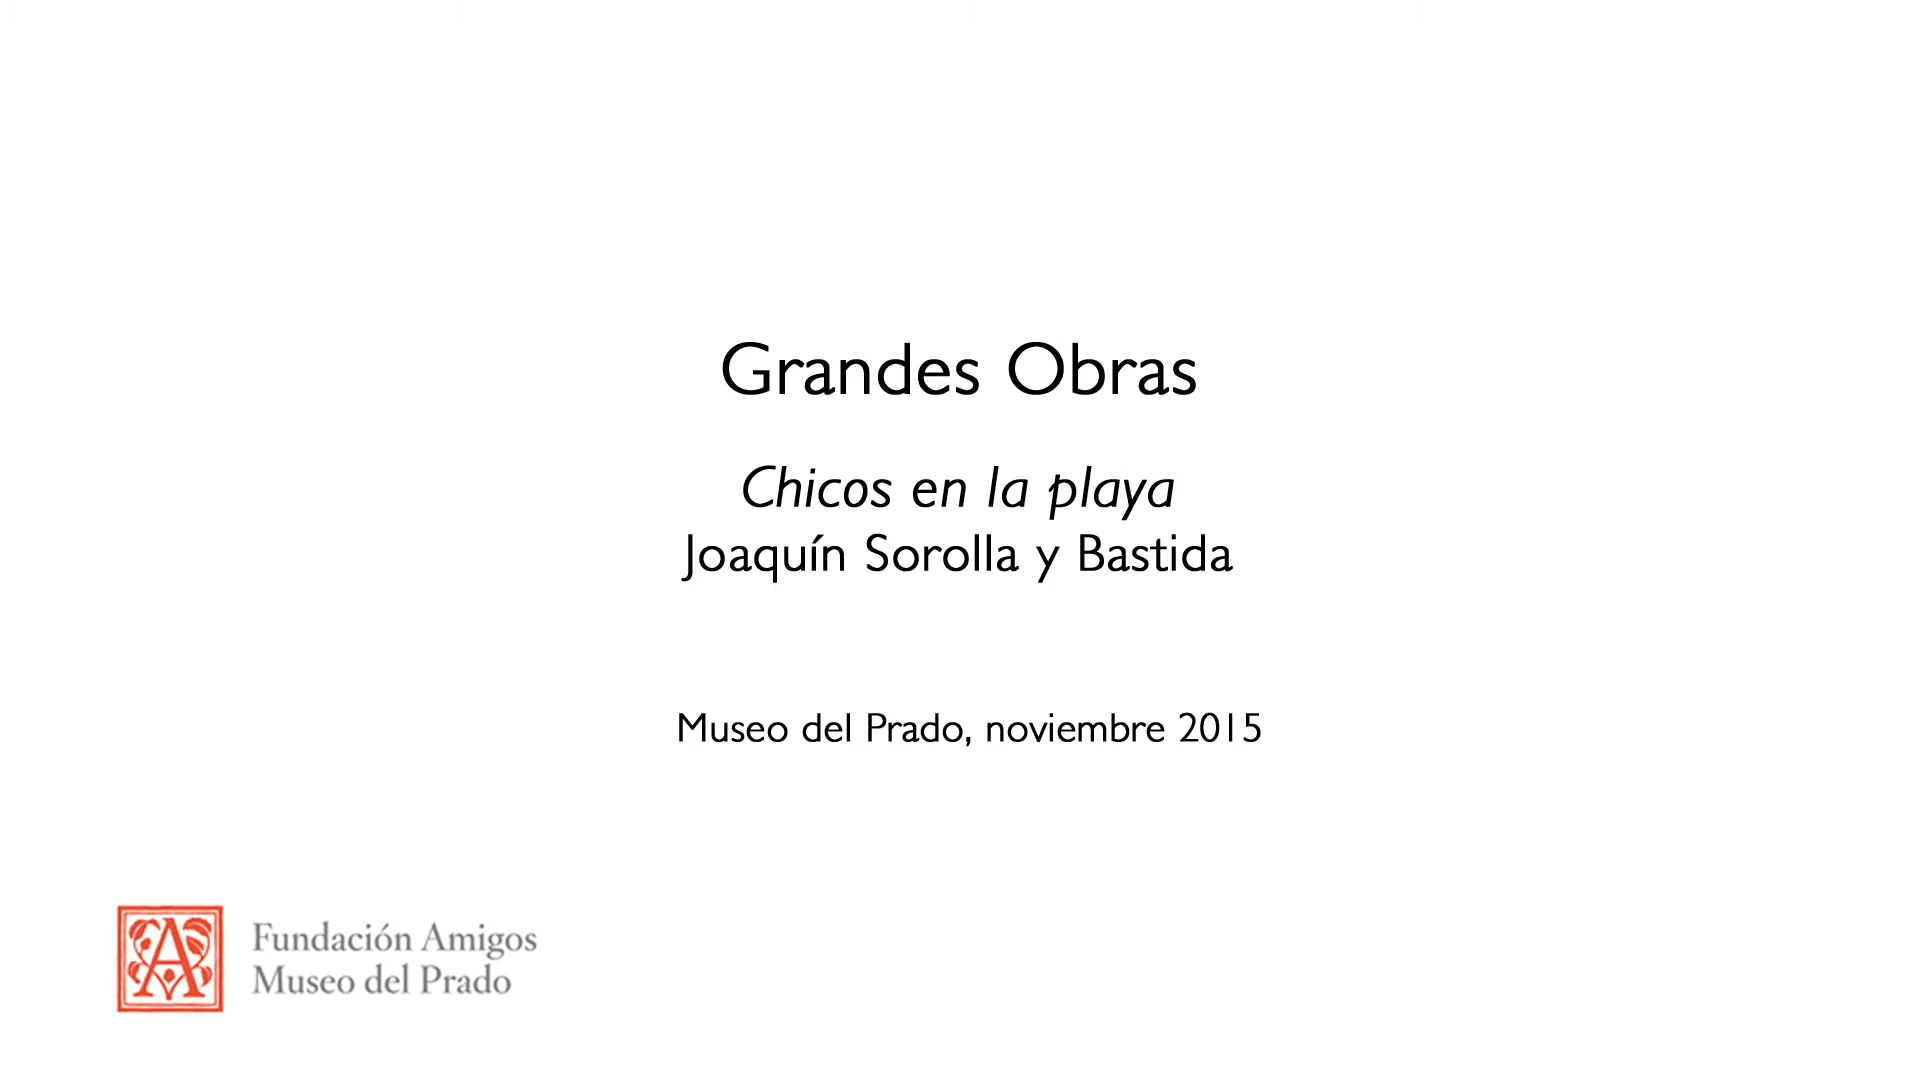 Grandes Obras
Chicos en la playa
Joaquín Sorolla y Bastida
Museo del Prado, noviembre 2015
A
Fundación Amigos
Museo del Prado